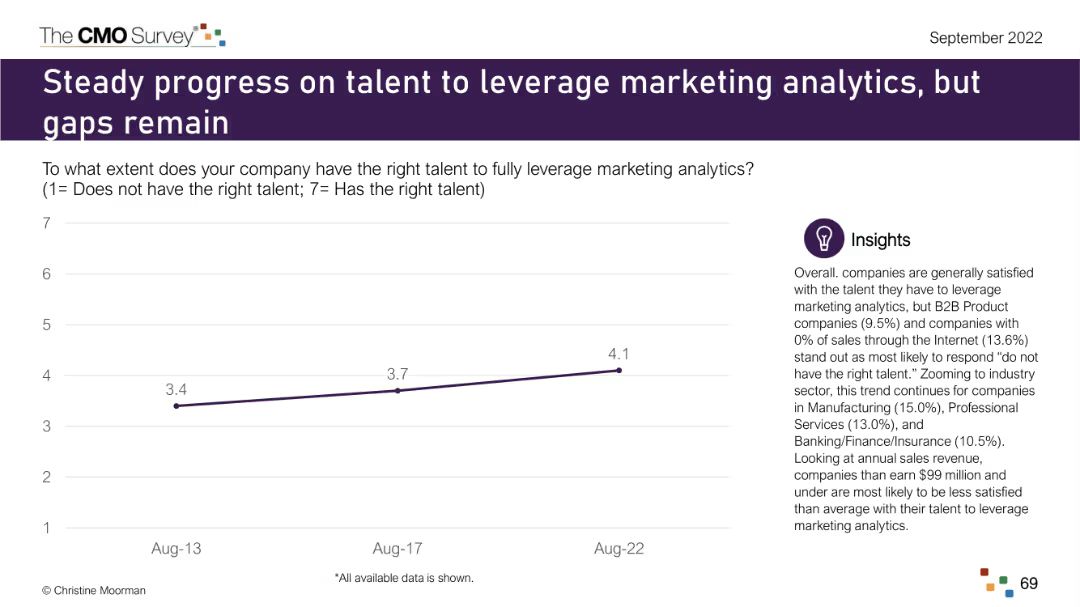 The CMO Survey
September 2022
Steady progress on talent to leverage marketing analytics, but
gaps remain
To what extent does your company have the right talent to fully leverage marketing analytics?
(1= Does not have the right talent; 7= Has the right talent)
7
6
5
4
3
2
1
3.4
3.7
4.1
Aug-13
Aug-17
Aug-22
*All available data is shown.
Insights
Overall. companies are generally satisfied
with the talent they have to leverage
marketing analytics, but B2B Product
companies (9.5%) and companies with
0% of sales through the Internet (13.6%)
stand out as most likely to respond “do not
have the right talent.” Zooming to industry
sector, this trend continues for companies
in Manufacturing (15.0%), Professional
Services (13.0%), and
Banking/Finance/Insurance (10.5%).
Looking at annual sales revenue,
companies than earn $99 million and
under are most likely to be less satisfied
than average with their talent to leverage
marketing analytics.
© Christine Moorman
69